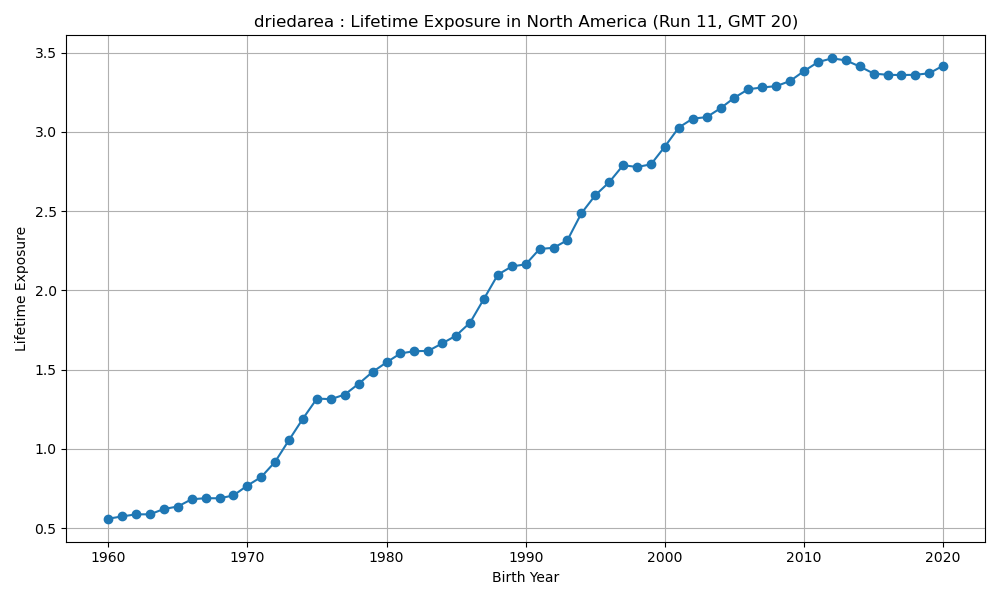 driedarea : Lifetime Exposure in North America (Run 11, GMT 20)
Lifetime Exposure
3.5
3.0
2.5
2.0
1.5
1.0
0.5
1960 1970 1980 1990 2000 2010 2020
Birth Year